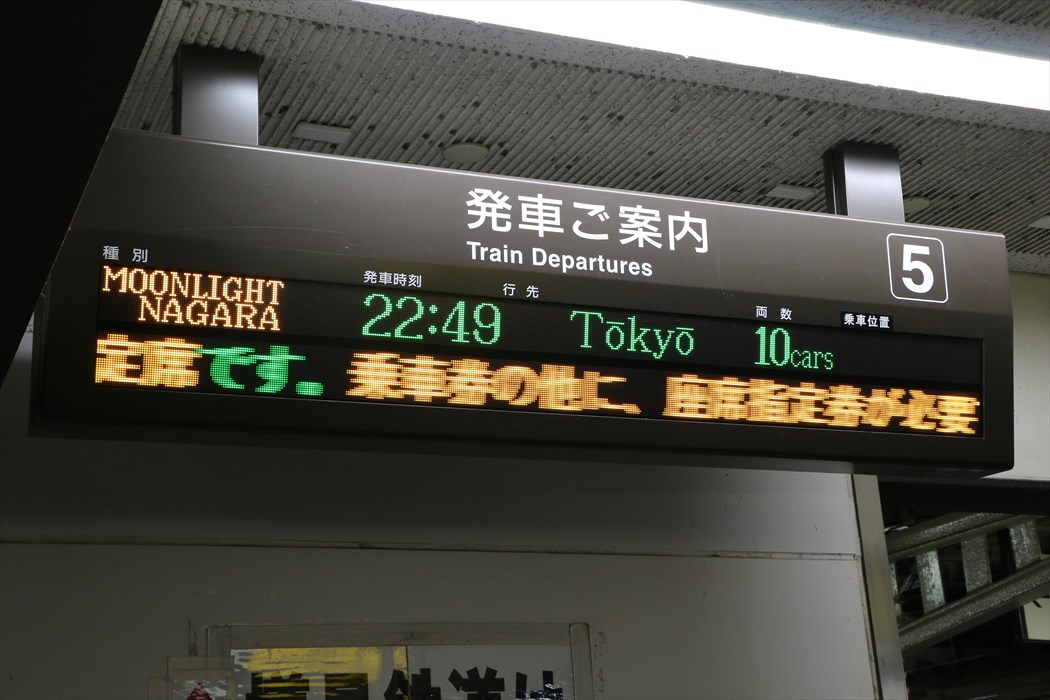 発車ご案内
Train Departures
5
種別
発車時刻
行先
両数
乗車位置
MOONLIGHT
NAGARA
22:49
Tōkyō
10cars
定席です。 乗車券の他に、座席指定券が必要